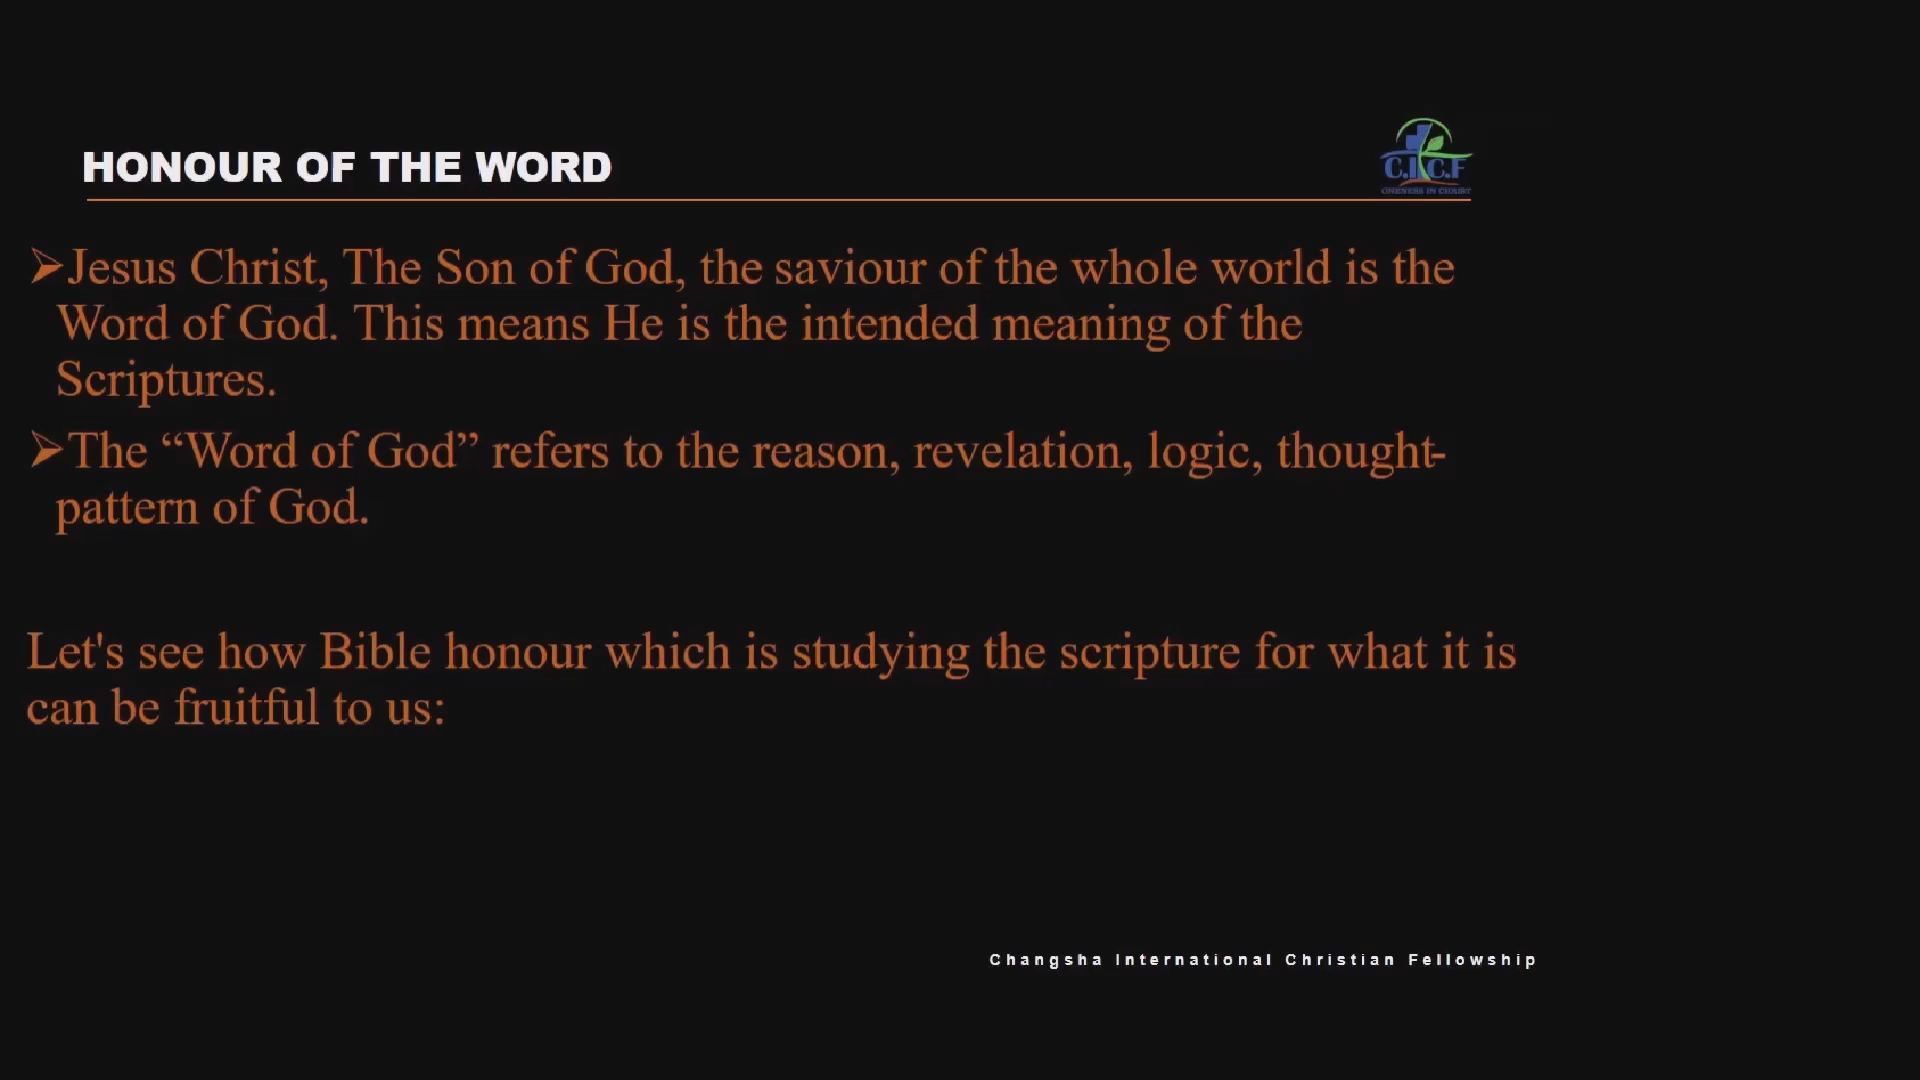 HONOUR OF THE WORD
C.I.C.F
ONENESS IN CHRIST
➢Jesus Christ, The Son of God, the saviour of the whole world is the
Word of God. This means He is the intended meaning of the
Scriptures.
➢The “Word of God” refers to the reason, revelation, logic, thought-
pattern of God.
Let's see how Bible honour which is studying the scripture for what it is
can be fruitful to us:
Changsha International Christian Fellowship